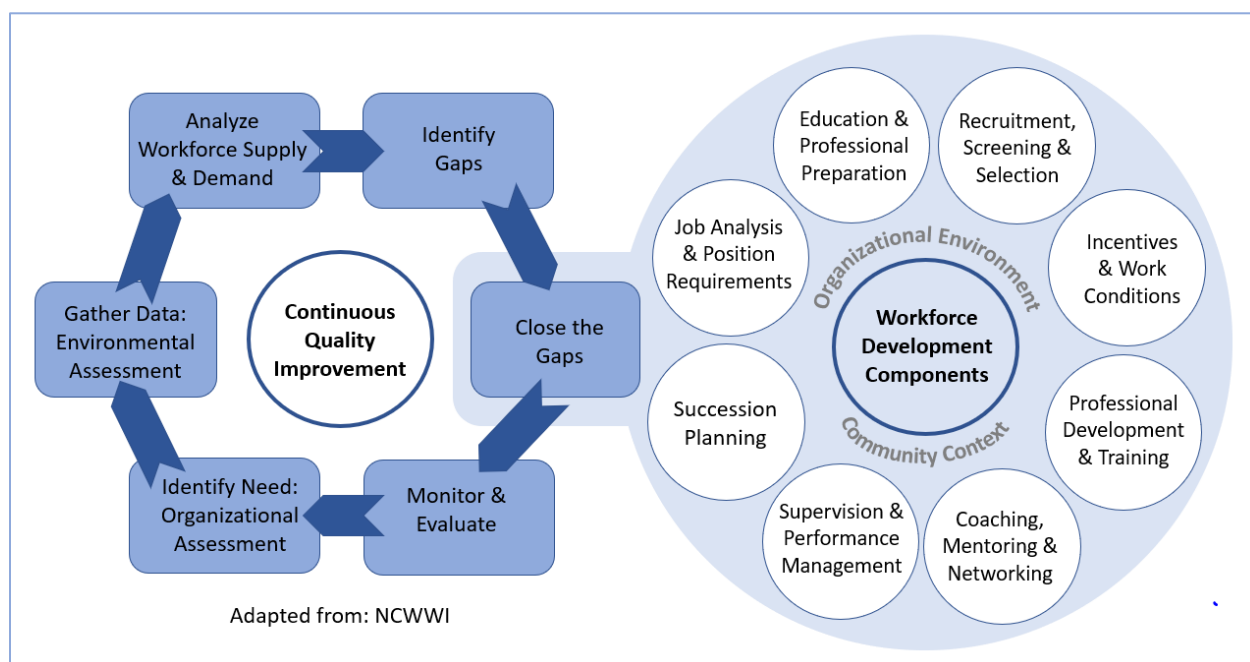 Analyze
Workforce Supply
& Demand
Identify
Gaps
Close the
Gaps
Monitor &
Evaluate
Identify Need:
Organizational
Assessment
Gather Data:
Environmental
Assessment
Continuous
Quality
Improvement
Adapted from: NCWWI
Education &
Professional
Preparation
Recruitment,
Screening &
Selection
Incentives
& Work
Conditions
Professional
Development
& Training
Coaching,
Mentoring &
Networking
Supervision &
Performance
Management
Succession
Planning
Job Analysis
& Position
Requirements
Organizational Environment
Workforce
Development
Components
Community Context